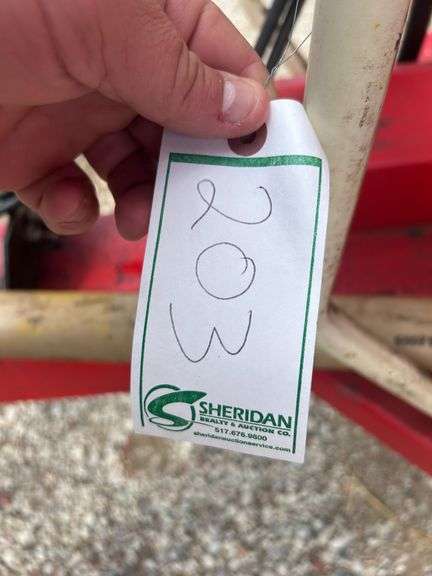 203
SHERIDAN
REALTY & AUCTION CO.
517.676.9800
sheridanauctionservice.com